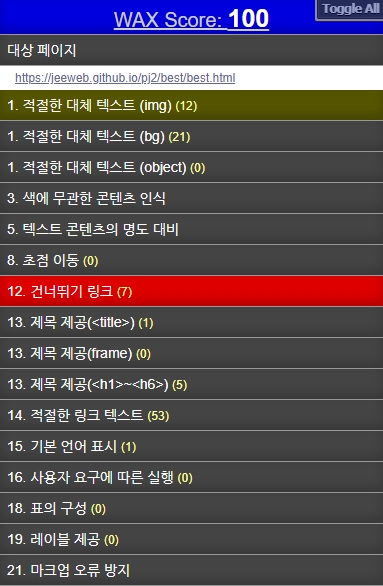 WAX Score: 100
Toggle All
대상 페이지
https://jeeweb.github.io/pj2/best/best.html
1. 적절한 대체 텍스트 (img) (12)
1. 적절한 대체 텍스트 (bg) (21)
1. 적절한 대체 텍스트 (object) (0)
3. 색에 무관한 콘텐츠 인식
5. 텍스트 콘텐츠의 명도 대비
8. 초점 이동 (0)
12. 건너뛰기 링크 (7)
13. 제목 제공(<title>) (1)
13. 제목 제공(frame) (0)
13. 제목 제공(<h1>~<h6>) (5)
14. 적절한 링크 텍스트 (53)
15. 기본 언어 표시 (1)
16. 사용자 요구에 따른 실행 (0)
18. 표의 구성 (0)
19. 레이블 제공 (0)
21. 마크업 오류 방지